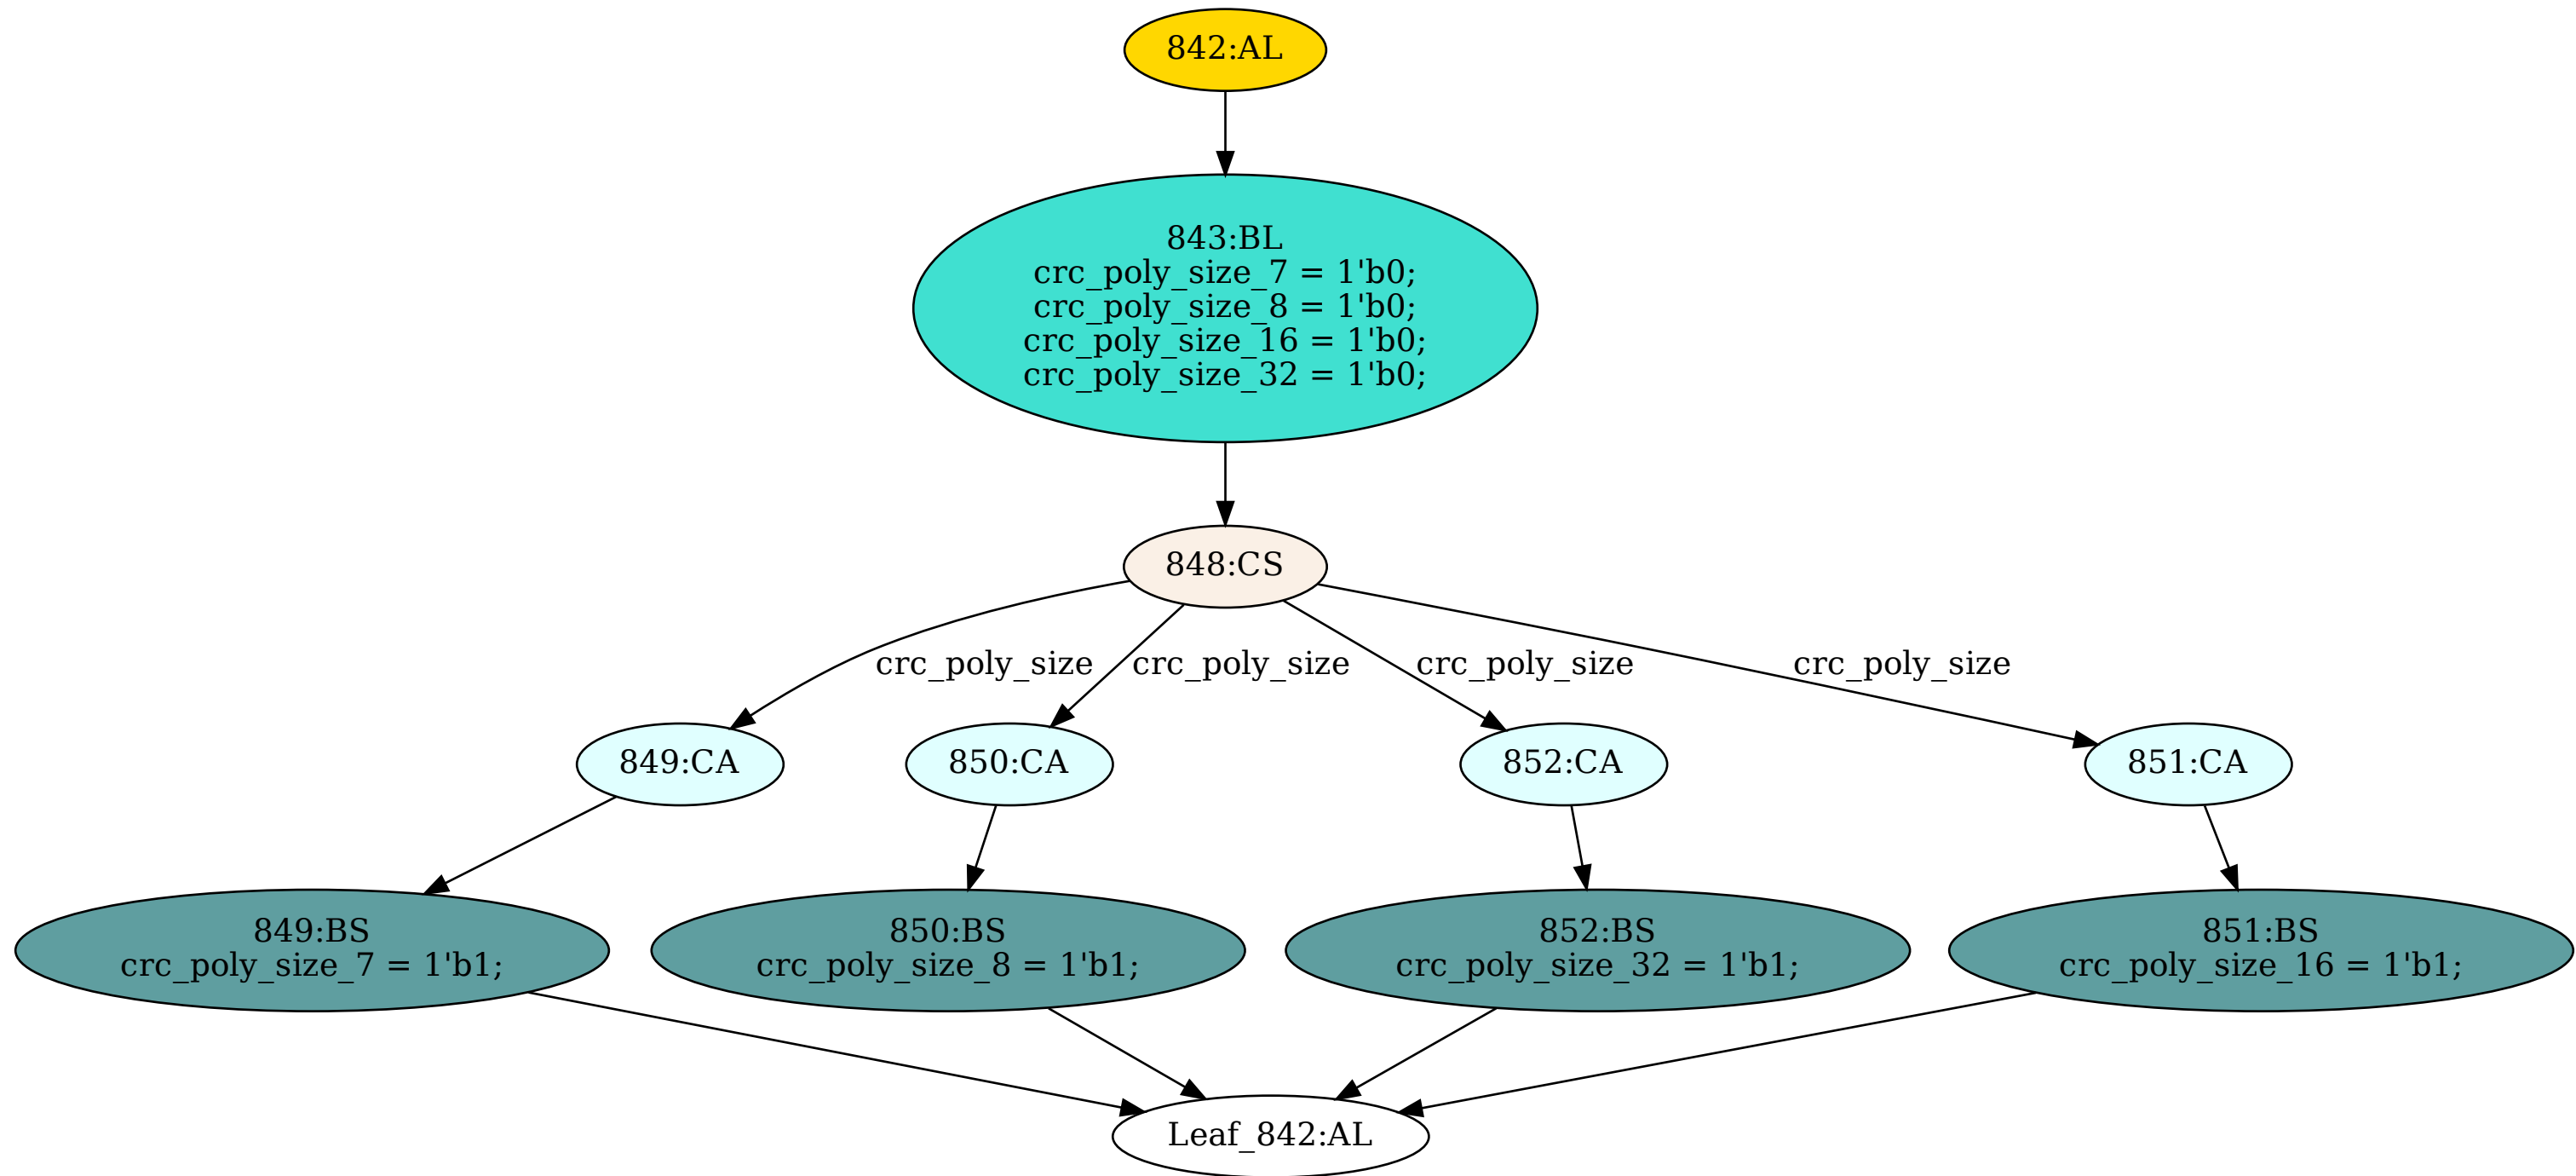 842:AL
843:BL
crc_poly_size_7 = 1'b0;
crc_poly_size_8 = 1'b0;
crc_poly_size_16 = 1'b0;
crc_poly_size_32 = 1'b0;
848:CS
crc_poly_size
crc_poly_size
crc_poly_size
crc_poly_size
849:CA
850:CA
852:CA
851:CA
849:BS
crc_poly_size_7 = 1'b1;
850:BS
crc_poly_size_8 = 1'b1;
852:BS
crc_poly_size_32 = 1'b1;
851:BS
crc_poly_size_16 = 1'b1;
Leaf_842:AL